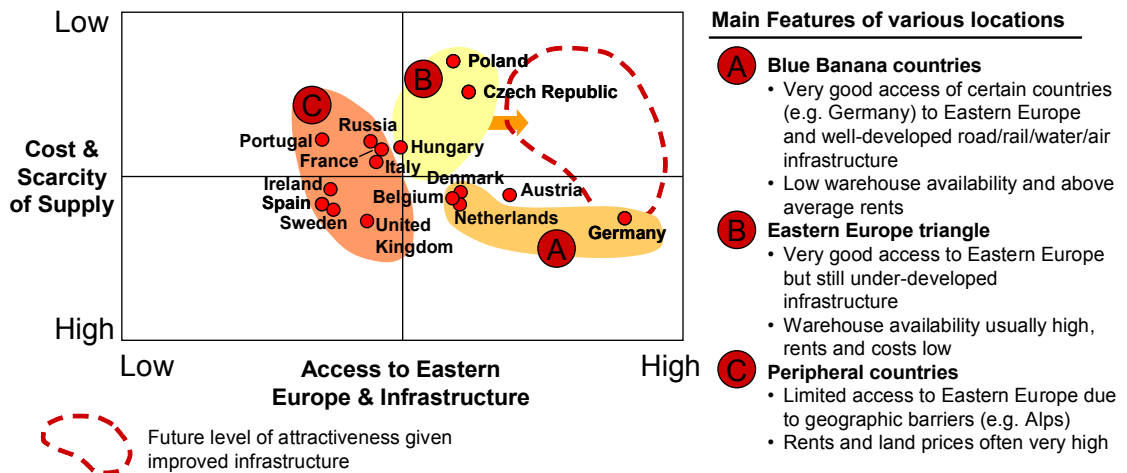 Low
Cost &
Scarcity
of Supply
High
Low
Access to Eastern
Europe & Infrastructure
High
A
B
C
Poland
Czech Republic
Hungary
Russia
Portugal
France
Italy
Ireland
Spain
Sweden
United
Kingdom
Denmark
Belgium
Netherlands
Austria
Germany
Future level of attractiveness given
improved infrastructure
Main Features of various locations
A
Blue Banana countries
• Very good access of certain countries
(e.g. Germany) to Eastern Europe
and well-developed road/rail/water/air
infrastructure
• Low warehouse availability and above
average rents
B
Eastern Europe triangle
• Very good access to Eastern Europe
but still under-developed
infrastructure
• Warehouse availability usually high,
rents and costs low
C
Peripheral countries
• Limited access to Eastern Europe due
to geographic barriers (e.g. Alps)
• Rents and land prices often very high